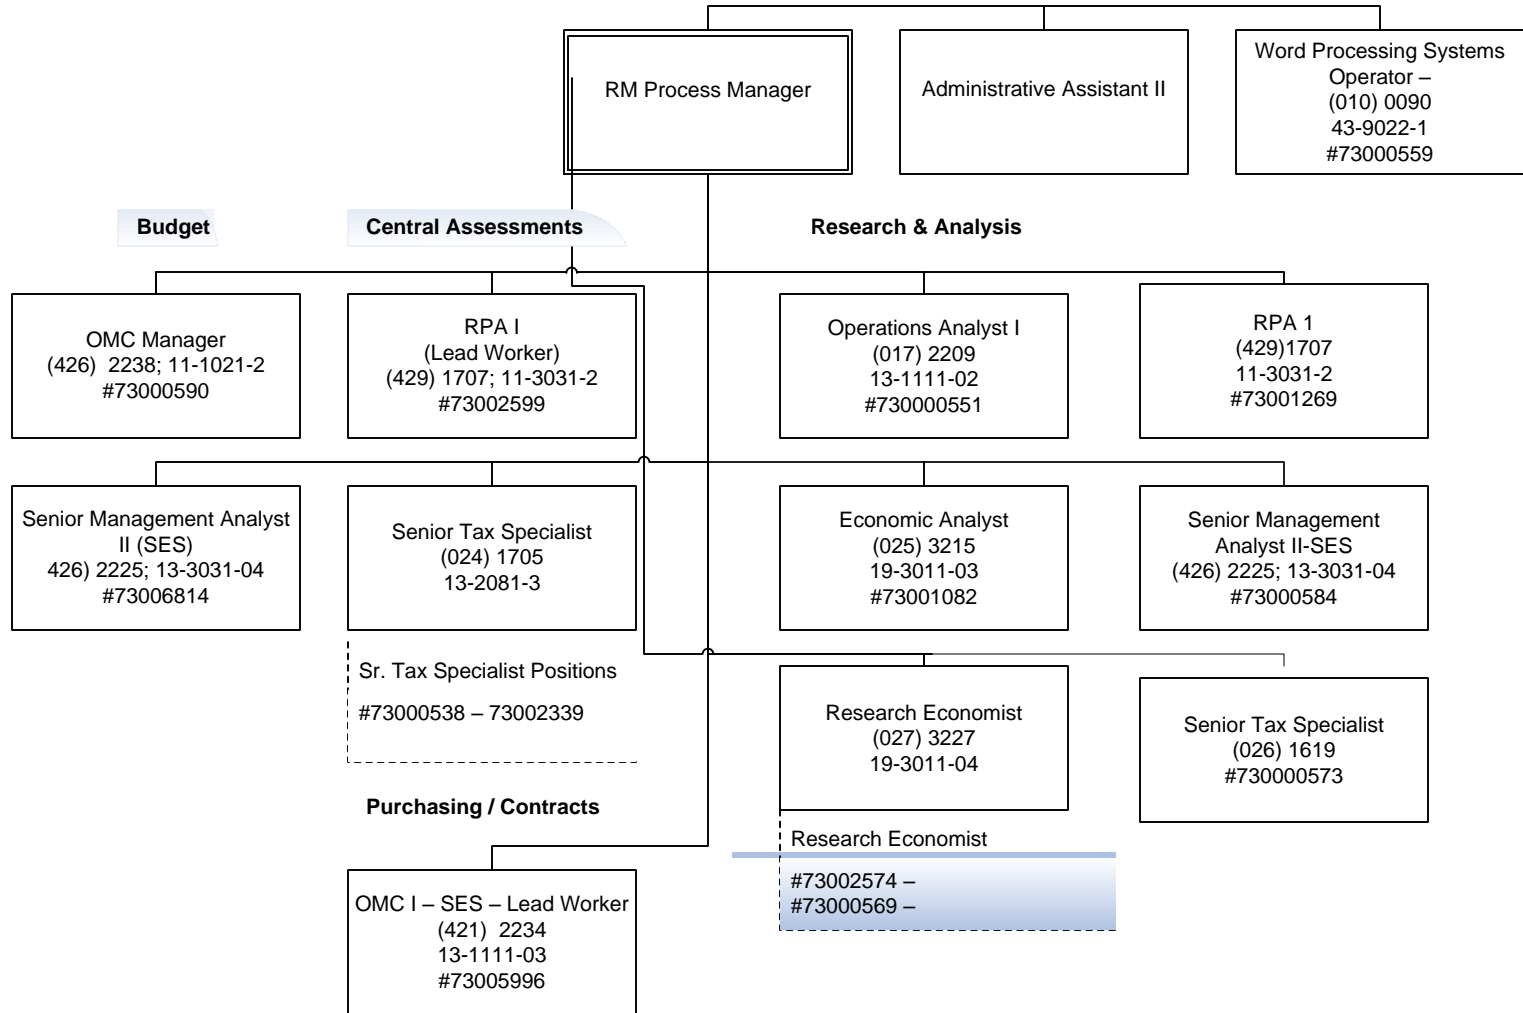 RM Process Manager
Administrative Assistant II
Word Processing Systems
Operator –
(010) 0090
43-9022-1
#73000559
Budget
Central Assessments
Research & Analysis
OMC Manager
(426)  2238; 11-1021-2
#73000590
RPA I
(Lead Worker)
(429) 1707; 11-3031-2
#73002599
Operations Analyst I
(017) 2209
13-1111-02
#730000551
RPA 1
(429)1707
11-3031-2
#73001269
Senior Management Analyst
II (SES)
426) 2225; 13-3031-04
#73006814
Senior Tax Specialist
(024) 1705
13-2081-3
Economic Analyst
(025) 3215
19-3011-03
#73001082
Senior Management
Analyst II-SES
(426) 2225; 13-3031-04
#73000584
Sr. Tax Specialist Positions
#73000538 – 73002339
Research Economist
(027) 3227
19-3011-04
Senior Tax Specialist
(026) 1619
#730000573
Purchasing / Contracts
Research Economist
#73002574 –
#73000569 –
OMC I – SES – Lead Worker
(421)  2234
13-1111-03
#73005996